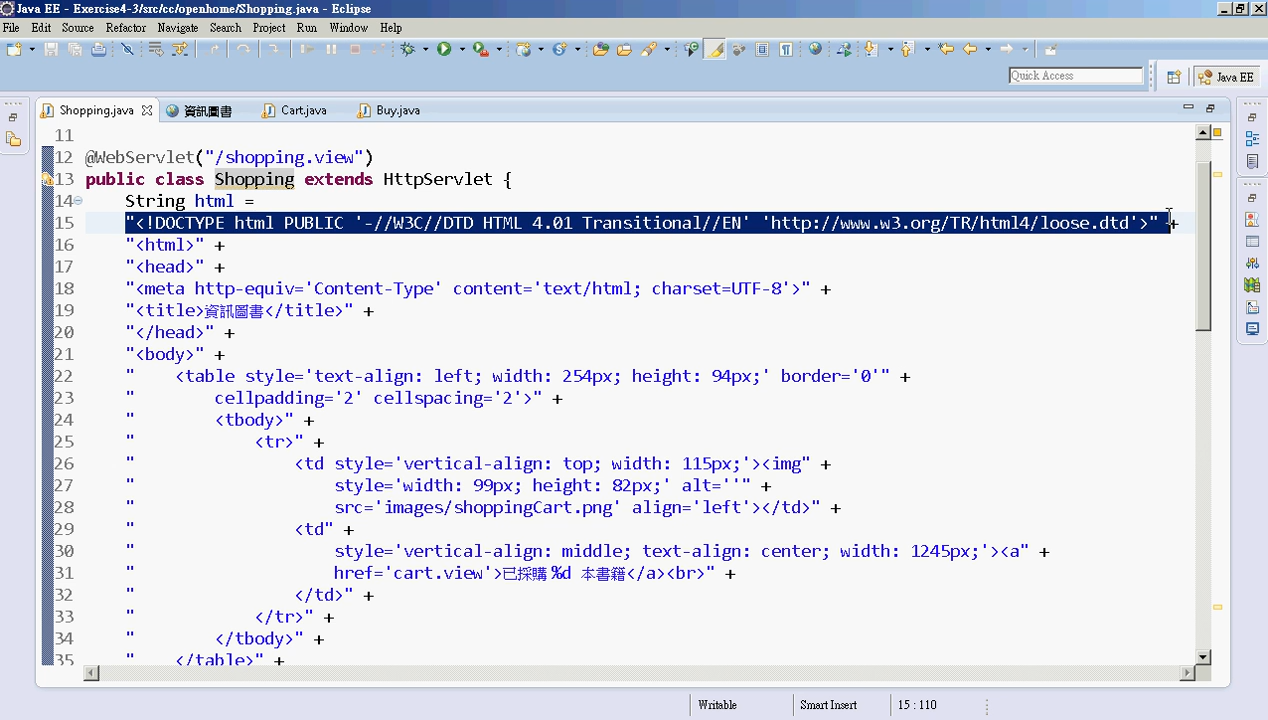 Java EE - Exercise4-3/src/cc/openhome/Shopping.java - Eclipse
File Edit Source Refactor Navigate Search Project Run Window Help
Quick Access
Java EE
Shopping.java 資訊圖書 Cart.java Buy.java
11
12 @WebServlet("/shopping.view")
13 public class Shopping extends HttpServlet {
14 String html =
15 "<!DOCTYPE html PUBLIC '-//W3C//DTD HTML 4.01 Transitional//EN' 'http://www.w3.org/TR/html4/loose.dtd'>" +
16 "<html>" +
17 "<head>" +
18 "<meta http-equiv='Content-Type' content='text/html; charset=UTF-8'>" +
19 "<title>資訊圖書</title>" +
20 "</head>" +
21 "<body>" +
22 " <table style='text-align: left; width: 254px; height: 94px;' border='0'" +
23 " cellpadding='2' cellspacing='2'>" +
24 " <tbody>" +
25 " <tr>" +
26 " <td style='vertical-align: top; width: 115px;'><img" +
27 " style='width: 99px; height: 82px;' alt=''" +
28 " src='images/shoppingCart.png' align='left'></td>" +
29 " <td" +
30 " style='vertical-align: middle; text-align: center; width: 1245px;'><a" +
31 " href='cart.view'>已採購 %d 本書籍</a><br>" +
32 " </td>" +
33 " </tr>" +
34 " </tbody>" +
35 " </table>" +
Writable Smart Insert 15 : 110